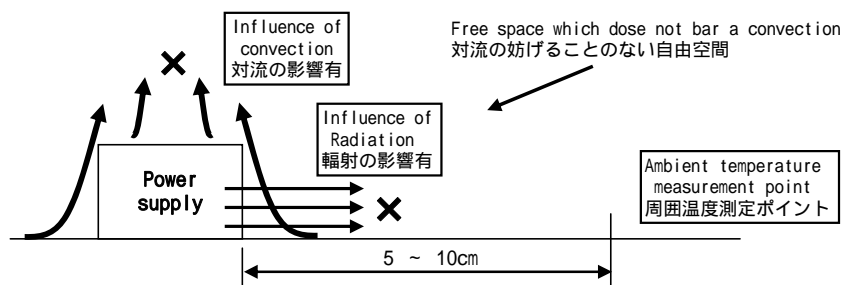 Influence of
convection
対流の影響有
Free space which dose not bar a convection
対流の妨げることのない自由空間
Influence of
Radiation
輻射の影響有
Power
supply
Ambient temperature
measurement point
周囲温度測定ポイント
5 ~ 10cm